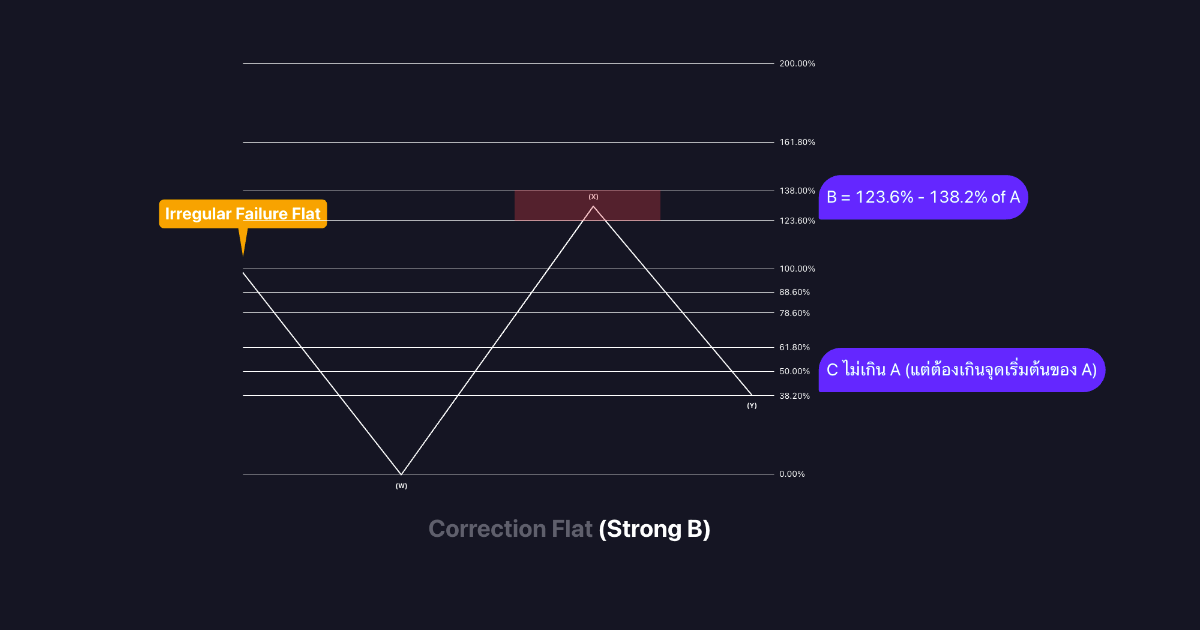 200.00%
161.80%
138.00%
(X)
B = 123.6% - 138.2% of A
Irregular Failure Flat
123.60%
100.00%
88.60%
78.60%
61.80%
50.00%
C ไม่เกิน A (แต่ต้องเกินจุดเริ่มต้นของ A)
38.20%
(Y)
0.00%
(W)
Correction Flat (Strong B)